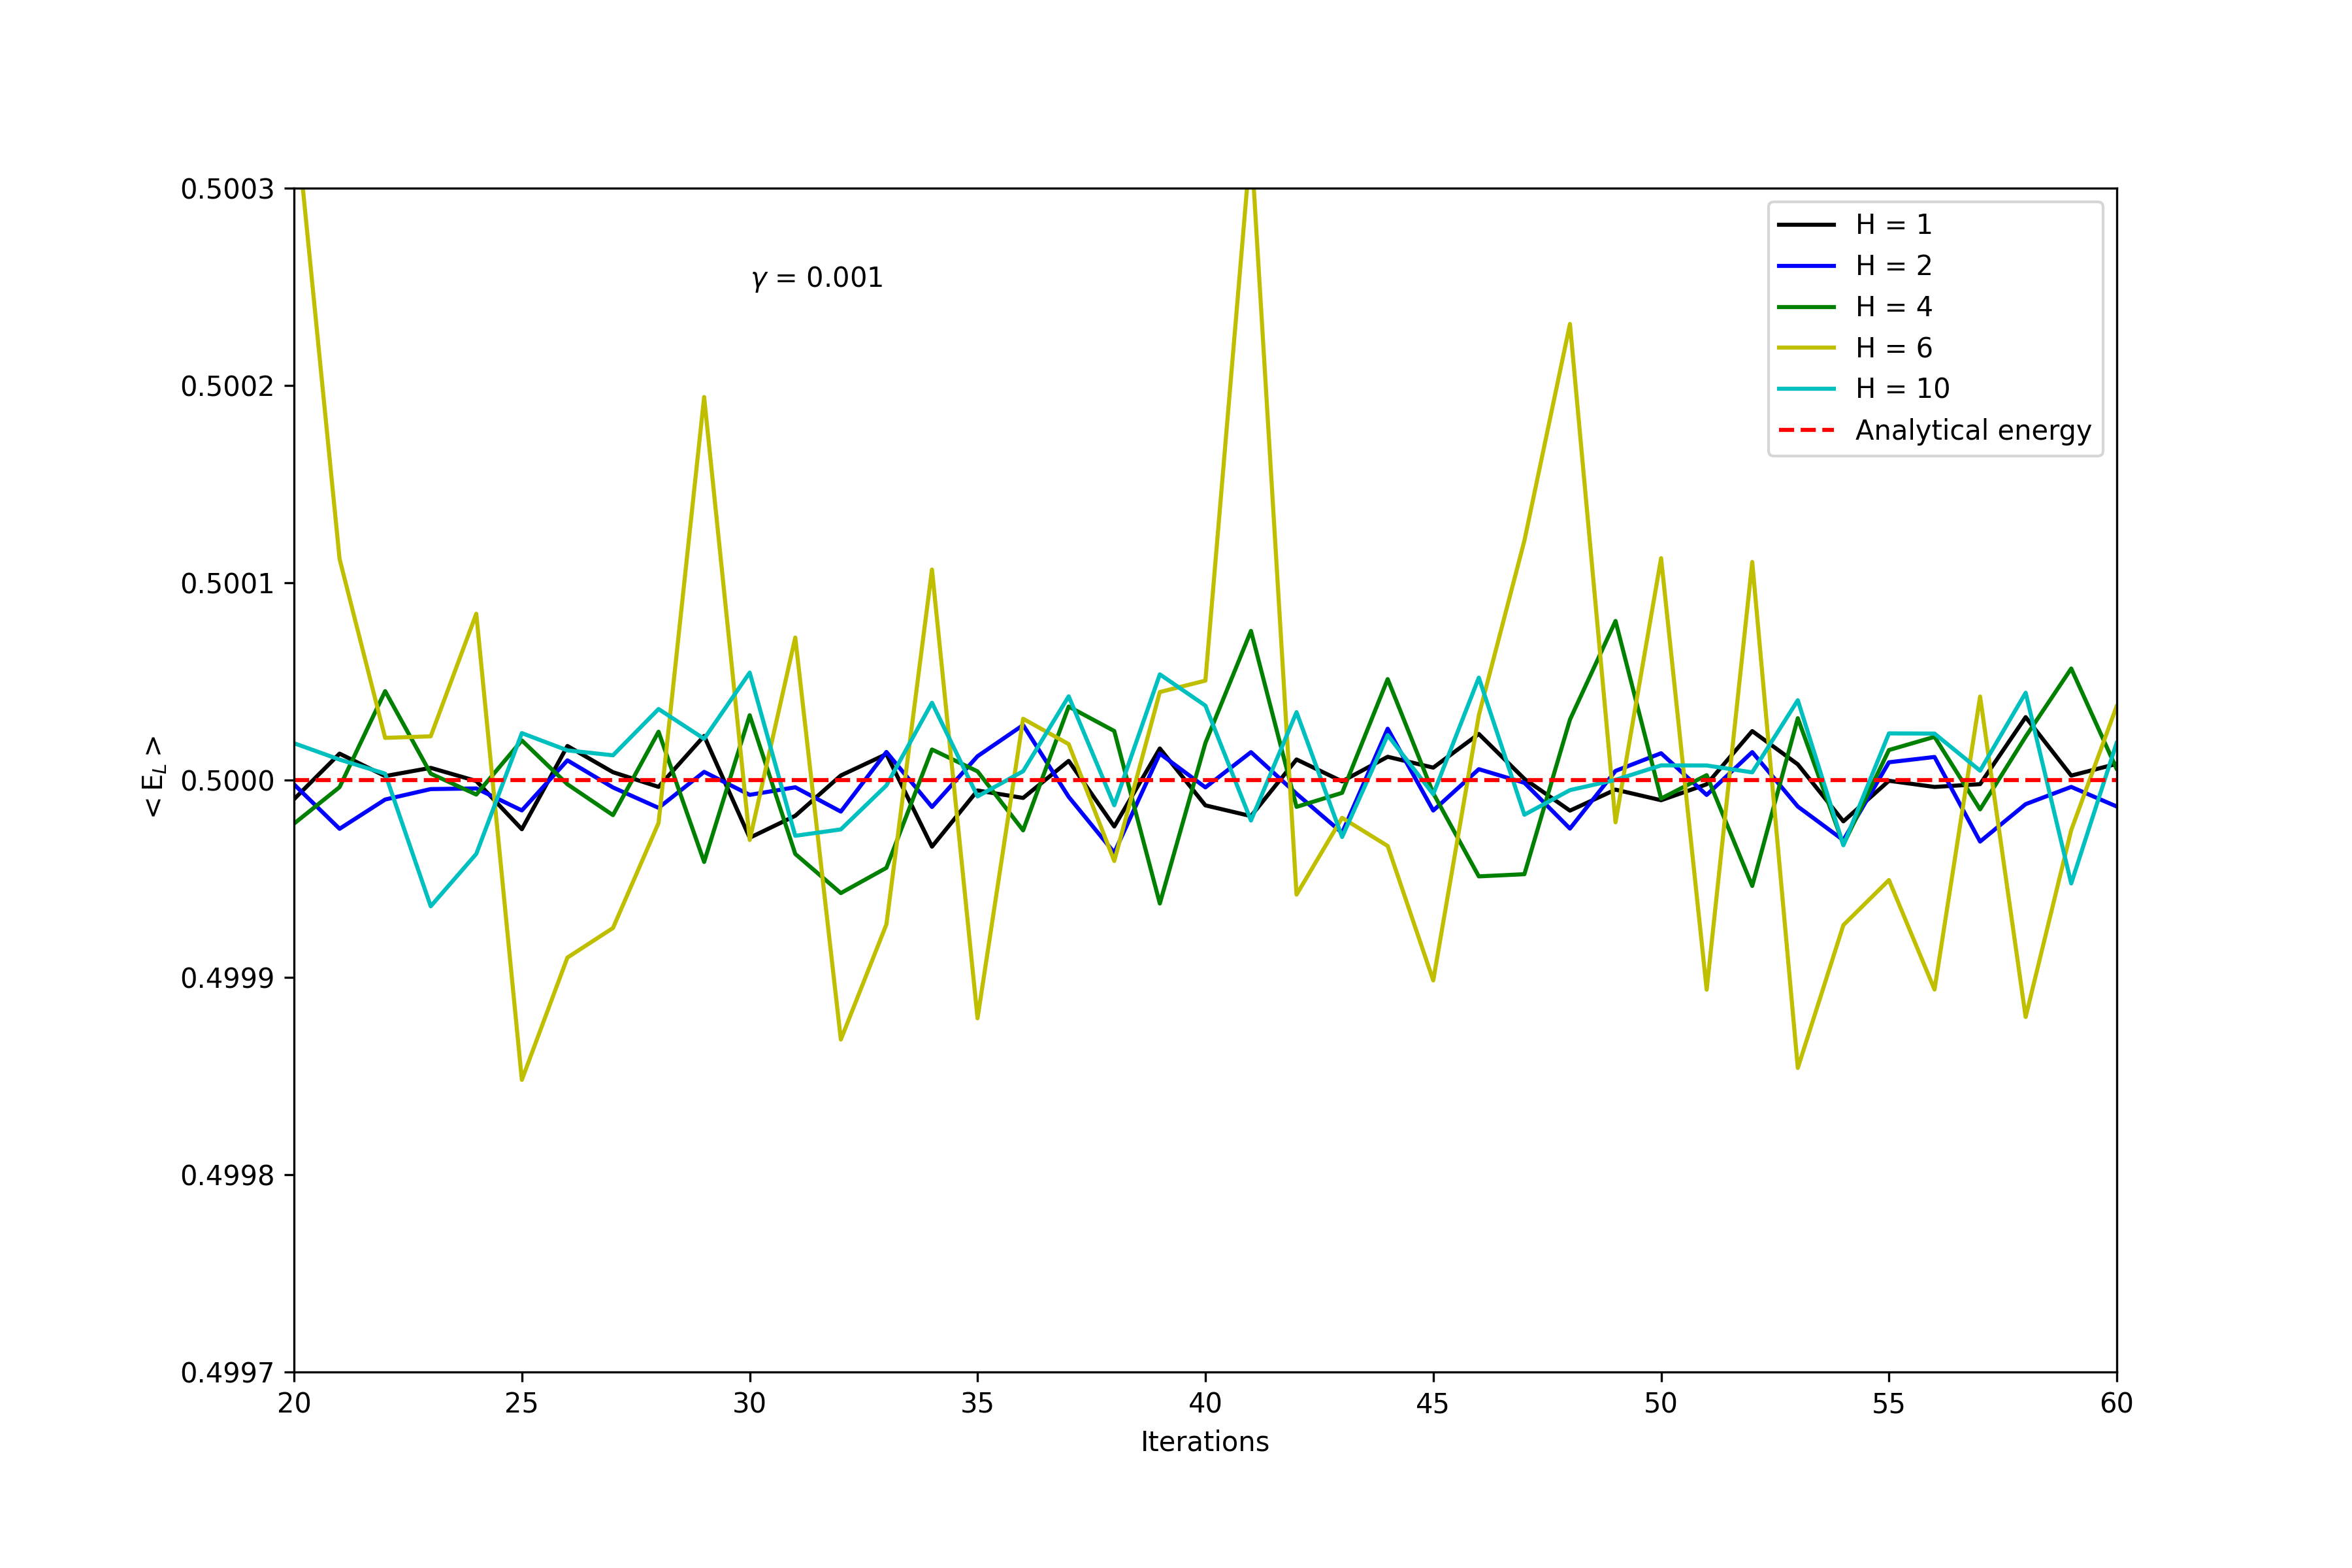 0.5003
0.5002
0.5001
0.5000
0.4999
0.4998
0.4997
<E_L>
γ = 0.001
H = 1
H = 2
H = 4
H = 6
H = 10
Analytical energy
20 25 30 35 40 45 50 55 60
Iterations